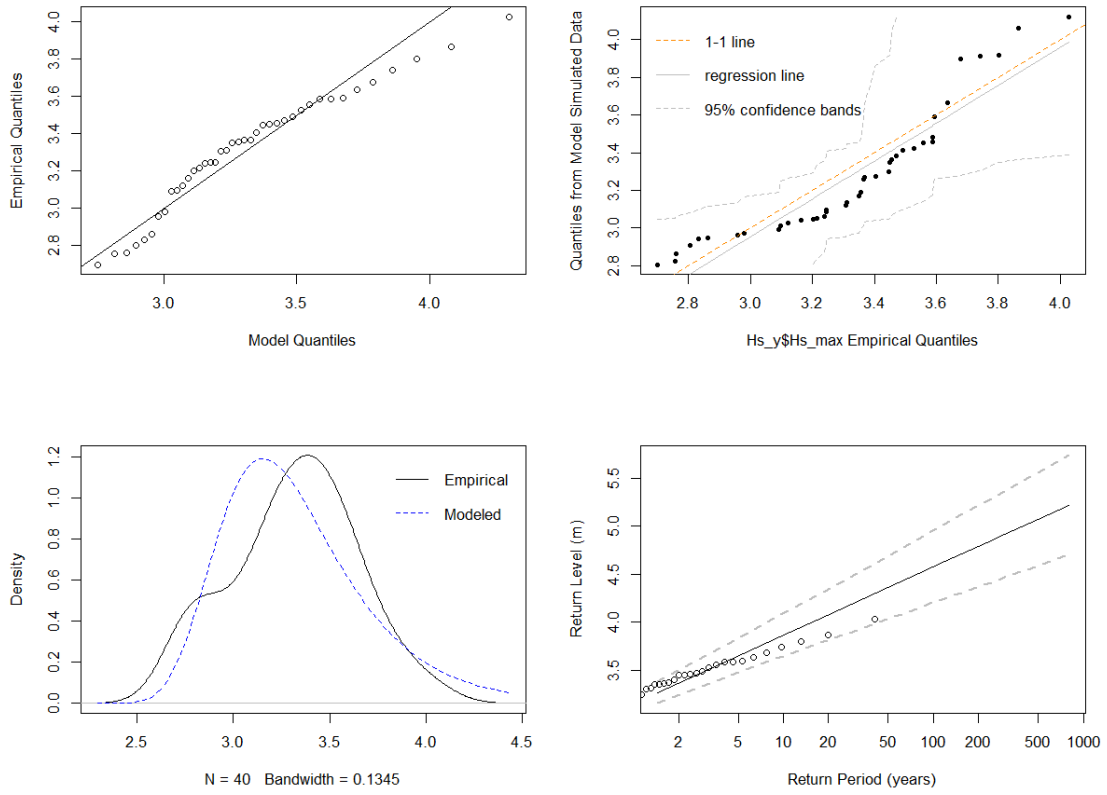 Empirical Quantiles
2.8 3.0 3.2 3.4 3.6 3.8 4.0
3.0 3.5 4.0
Model Quantiles
Quantiles from Model Simulated Data
2.8 3.0 3.2 3.4 3.6 3.8 4.0
1-1 line
regression line
95% confidence bands
2.8 3.0 3.2 3.4 3.6 3.8 4.0
Hs_y$Hs_max Empirical Quantiles
Density
0.0 0.2 0.4 0.6 0.8 1.0 1.2
Empirical
Modeled
2.5 3.0 3.5 4.0 4.5
N = 40 Bandwidth = 0.1345
Return Level (m)
3.5 4.0 4.5 5.0 5.5
2 5 10 20 50 100 200 500 1000
Return Period (years)